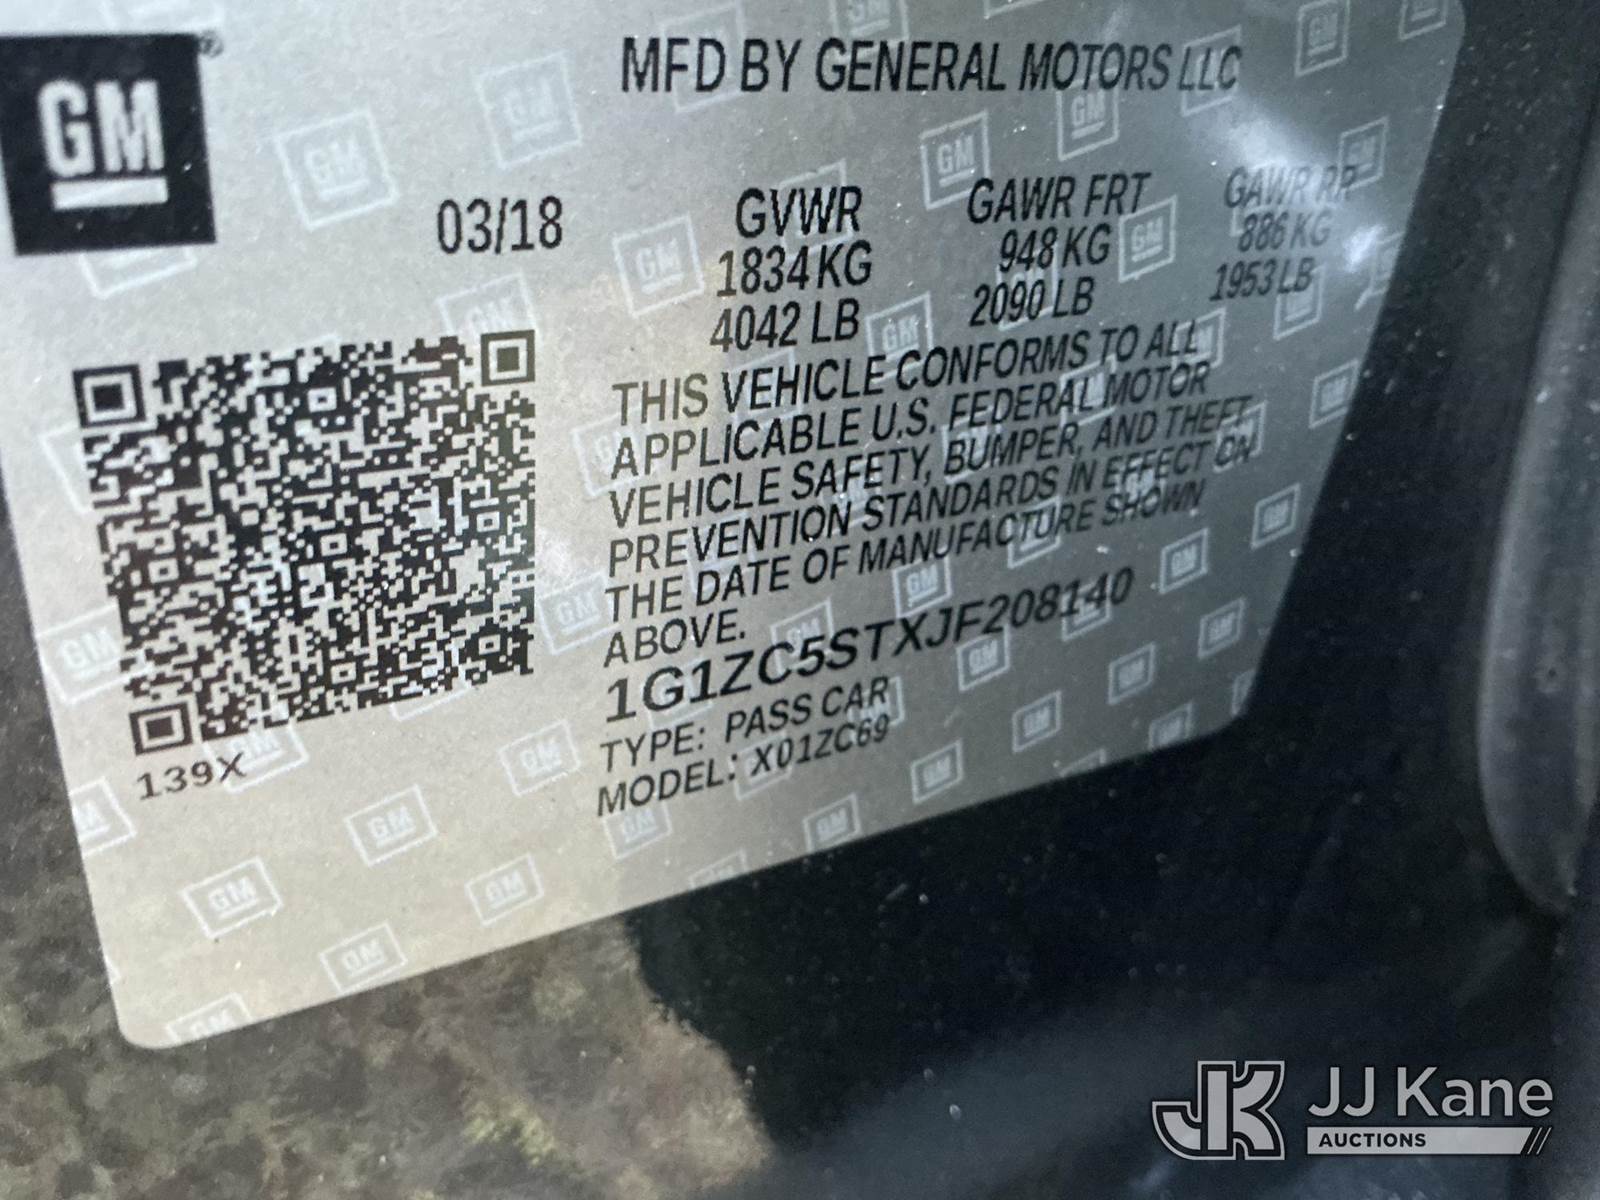 GM
MFD BY GENERAL MOTORS LLC
03/18
GVWR GAWR FRT GAWR RR
1834 KG 948 KG 886 KG
4042 LB 2090 LB 1953 LB
THIS VEHICLE CONFORMS TO ALL
APPLICABLE U.S. FEDERAL MOTOR
VEHICLE SAFETY, BUMPER, AND THEFT
PREVENTION STANDARDS IN EFFECT ON
THE DATE OF MANUFACTURE SHOWN
ABOVE.
1G1ZC5STXJF208140
TYPE: PASS CAR
MODEL: X01ZC69
139X
JK JJ Kane
AUCTIONS